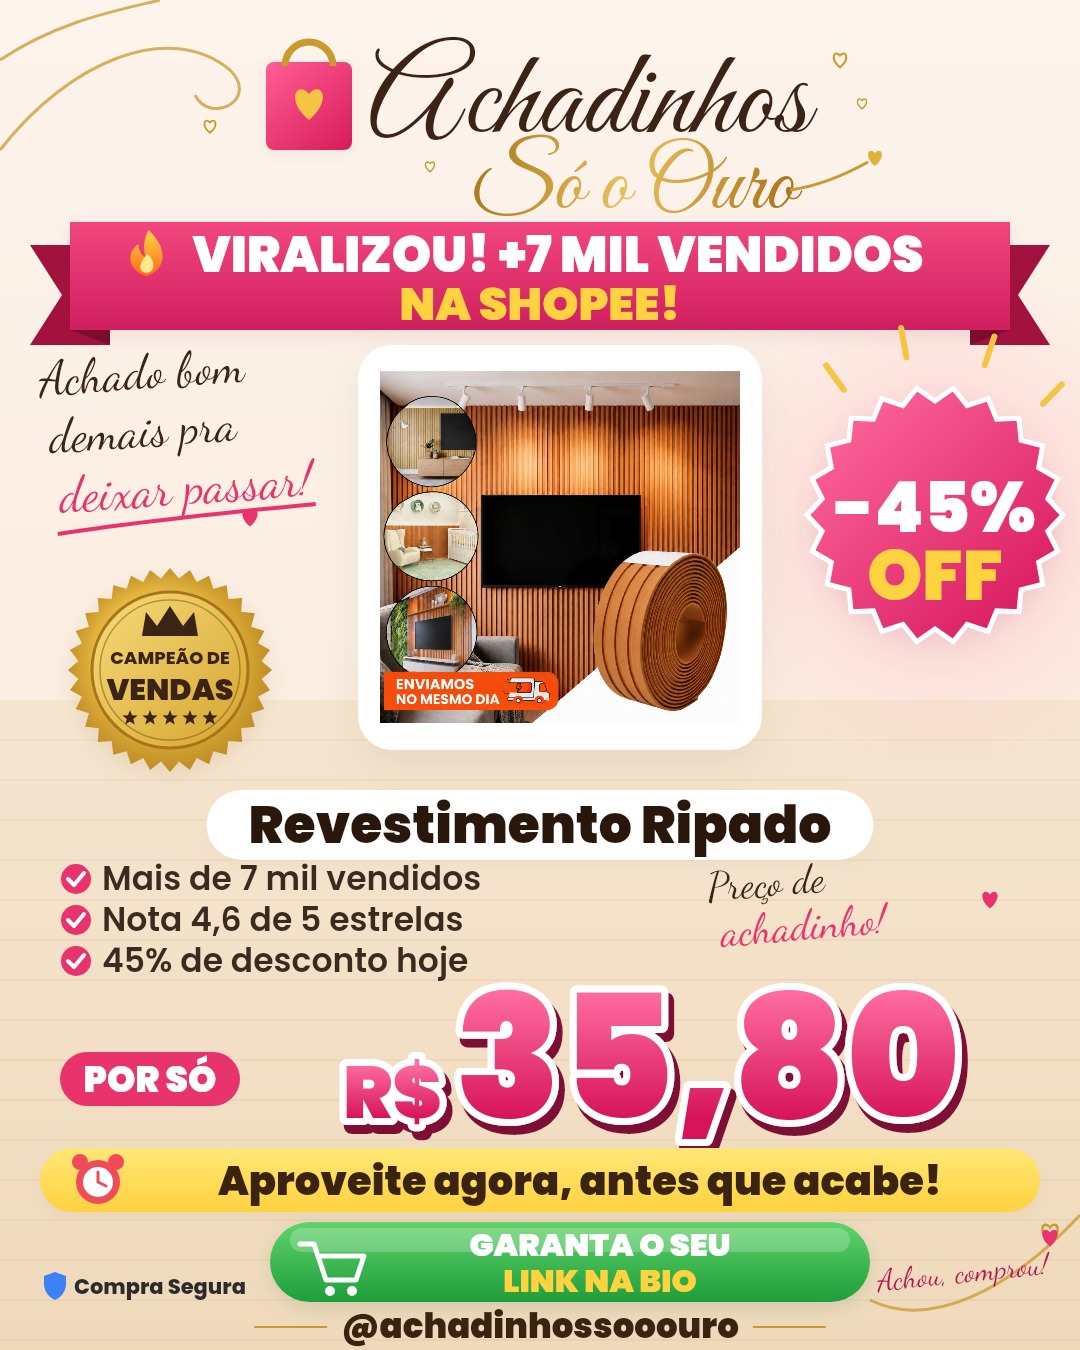 Achadinhos
Só o Ouro
VIRALIZOU! +7 MIL VENDIDOS
NA SHOPEE!
Achado bom
demais pra
deixar passar!
-45%
OFF
CAMPEÃO DE
VENDAS
ENVIAMOS
NO MESMO DIA
Revestimento Ripado
Mais de 7 mil vendidos
Nota 4,6 de 5 estrelas
45% de desconto hoje
Preço de
achadinho!
POR SÓ
R$ 35,80
Aproveite agora, antes que acabe!
GARANTA O SEU
LINK NA BIO
Compra Segura
Achou, comprou!
@achadinhossooouro